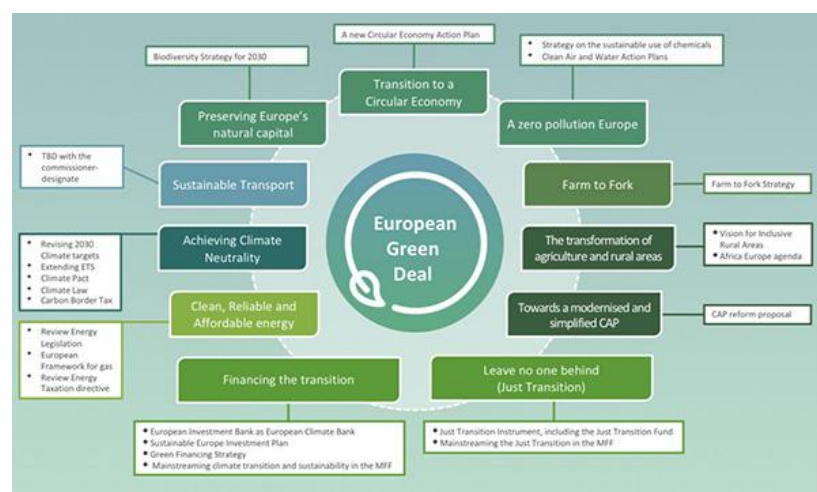 A new Circular Economy Action Plan
Biodiversity Strategy for 2030
Strategy on the sustainable use of chemicals
Clean Air and Water Action Plans
Transition to a
Circular Economy
Preserving Europe's
natural capital
A zero pollution Europe
TBD with the
commissioner-
designate
Sustainable Transport
Farm to Fork
Farm to Fork Strategy
European
Green
Deal
Revising 2030
Climate targets
Extending ETS
Climate Pact
Climate Law
Carbon Border Tax
Achieving Climate
Neutrality
The transformation of
agriculture and rural areas
Vision for Inclusive
Rural Areas
Africa Europe agenda
Clean, Reliable and
Affordable energy
Towards a modernised and
simplified CAP
CAP reform proposal
Review Energy
Legislation
European
Framework for gas
Review Energy
Taxation directive
Financing the transition
Leave no one behind
(Just Transition)
European Investment Bank as European Climate Bank
Sustainable Europe Investment Plan
Green Financing Strategy
Mainstreaming climate transition and sustainability in the MFF
Just Transition Instrument, including the Just Transition Fund
Mainstreaming the Just Transition in the MFF